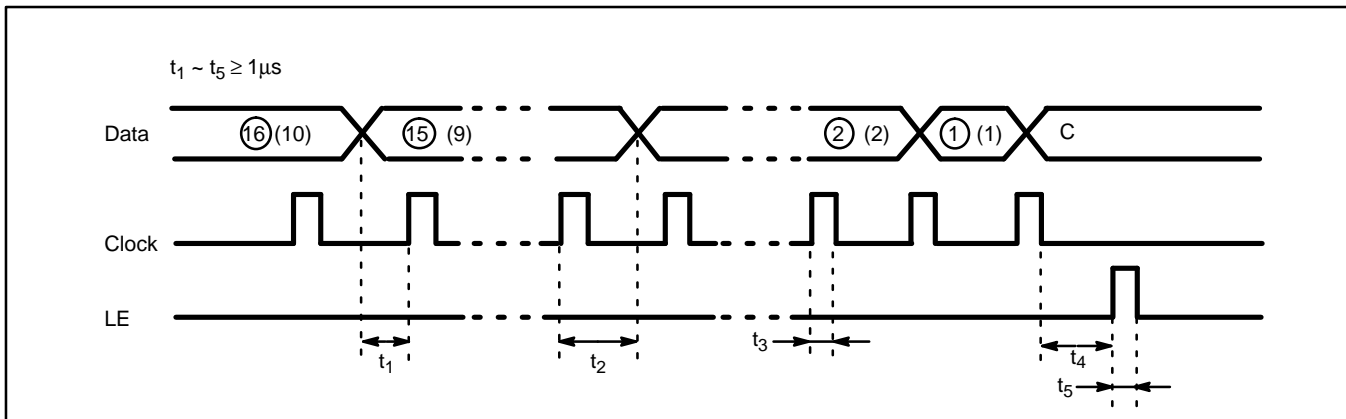 t1 ~ t5 ≥ 1μs
Data
16 (10)
15 (9)
2 (2)
1 (1)
C
Clock
LE
t1
t2
t3
t4
t5